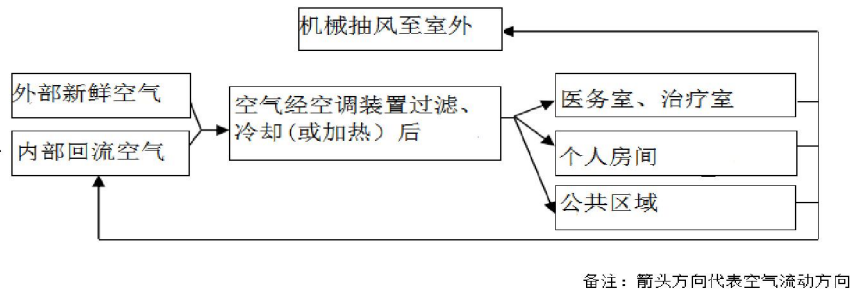 机械抽风至室外
外部新鲜空气
内部回流空气
空气经空调装置过滤、
冷却(或加热）后
医务室、治疗室
个人房间
公共区域
备注：箭头方向代表空气流动方向